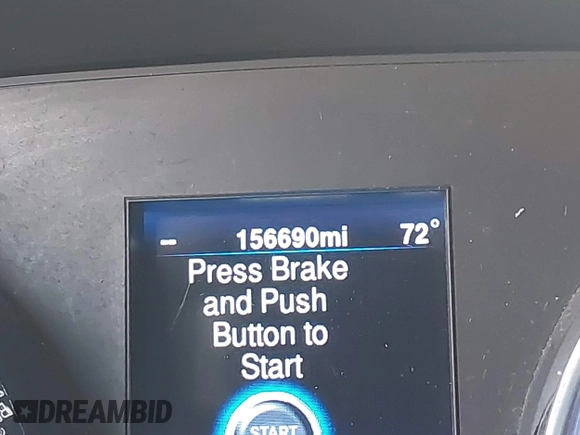 -- 156690mi 72°
Press Brake
and Push
Button to
Start
START
DREAMBID